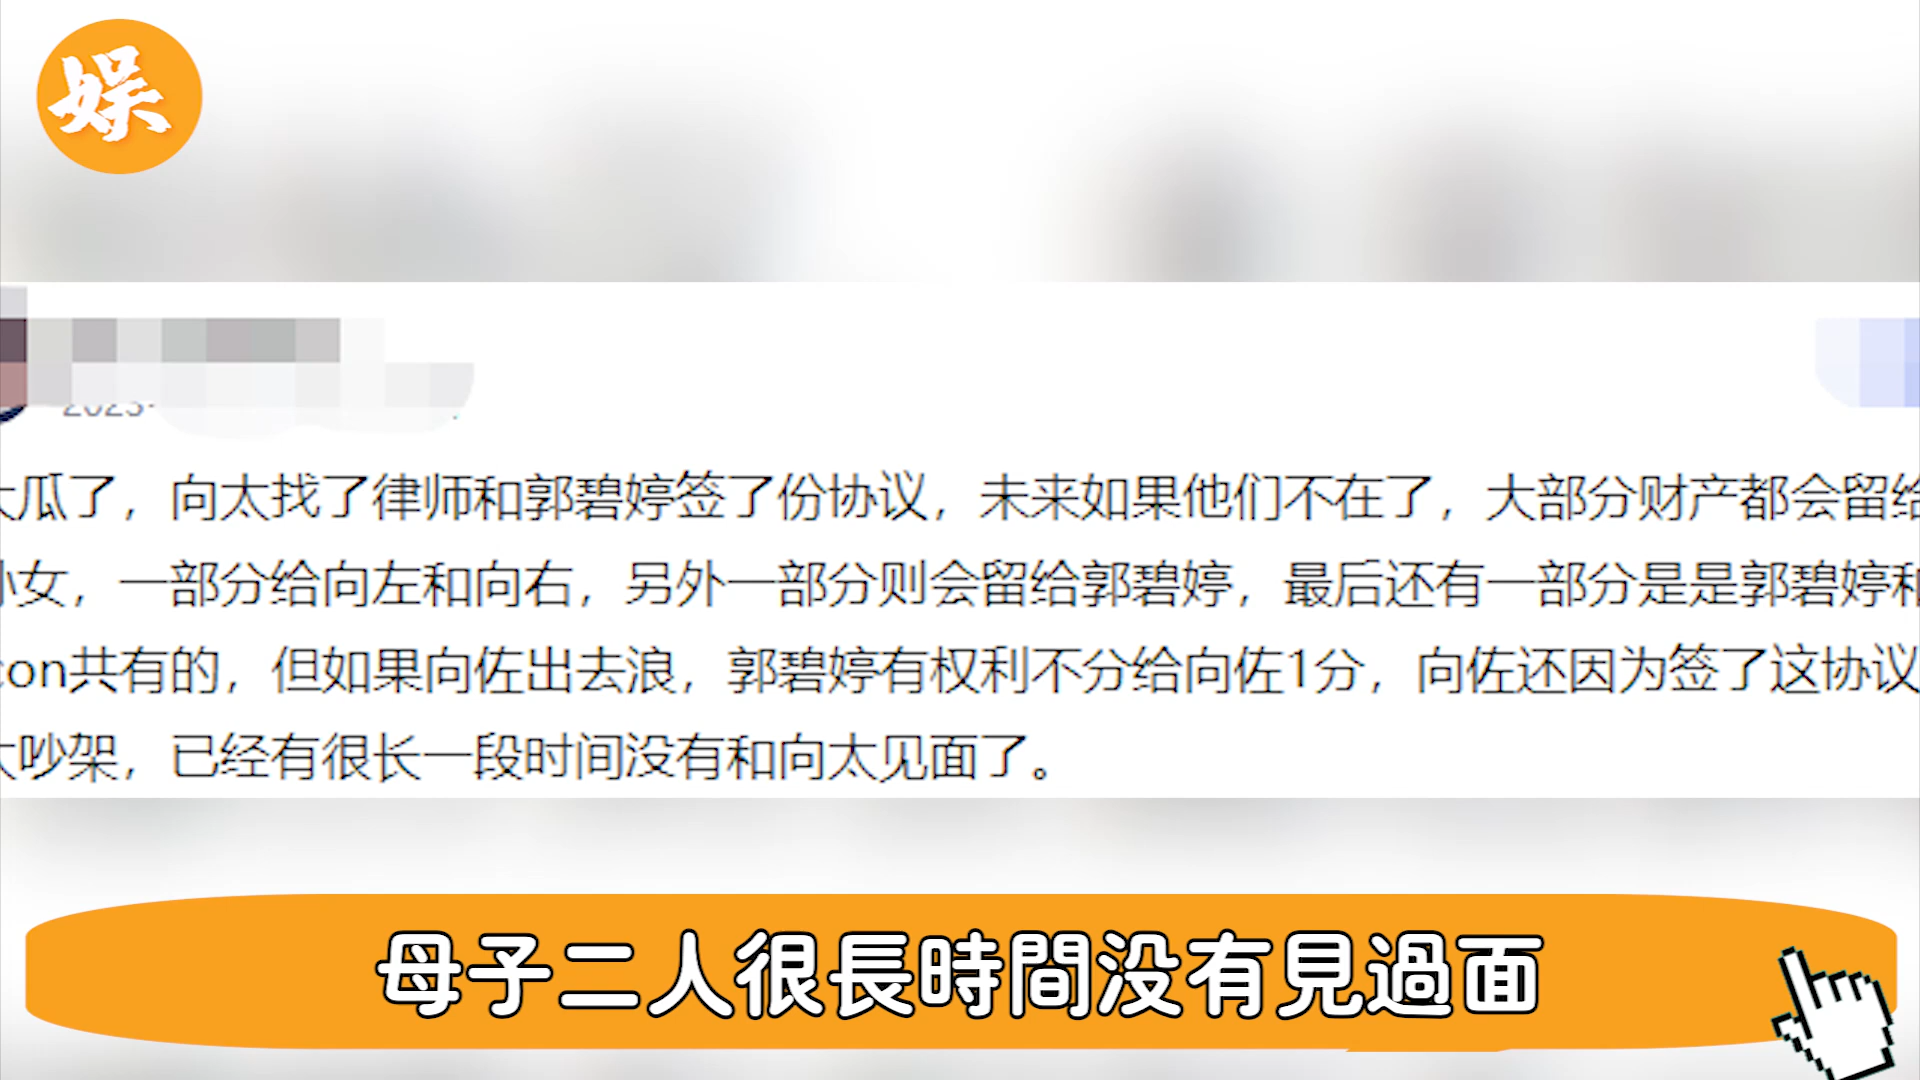 娱
2023-
瓜了，向太找了律师和郭碧婷签了份协议，未来如果他们不在了，大部分财产都会留给
女，一部分给向左和向右，另外一部分则会留给郭碧婷，最后还有一部分是是郭碧婷和
con共有的，但如果向佐出去浪，郭碧婷有权利不分给向佐1分，向佐还因为签了这协议
吵架，已经有很长一段时间没有和向太见面了。
母子二人很長時間没有見過面